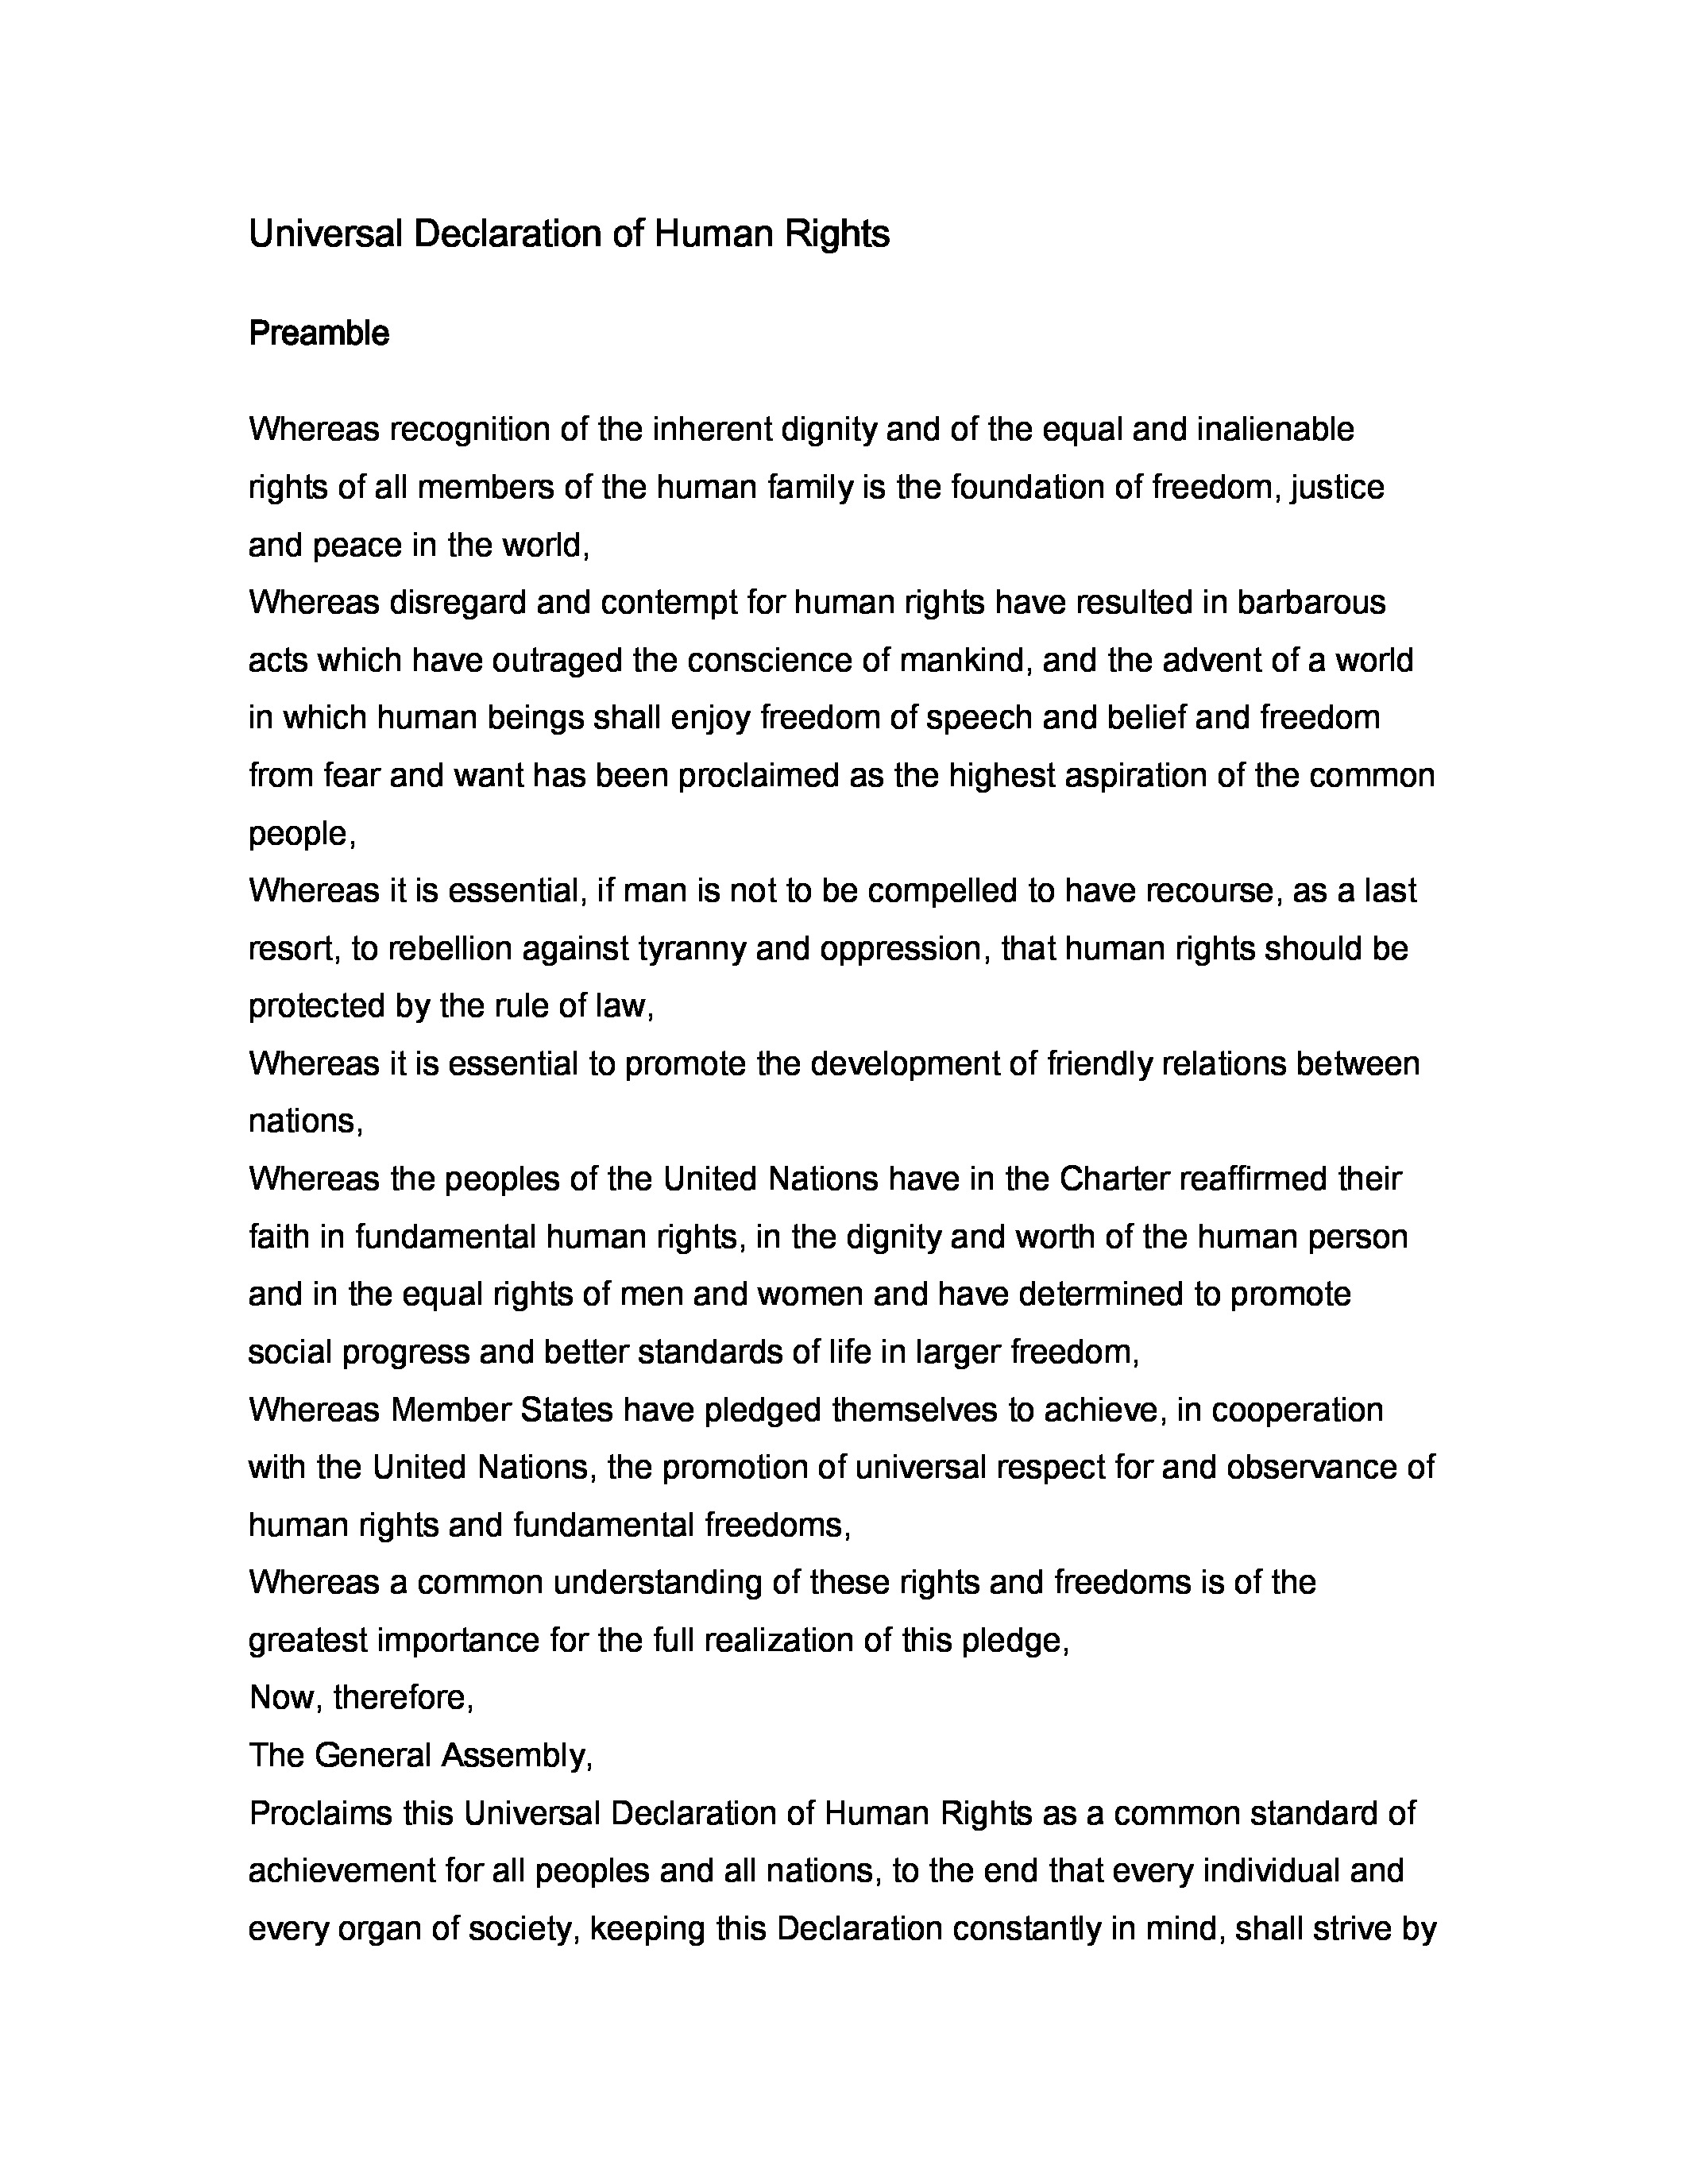 Universal Declaration of Human Rights
Preamble
Whereas recognition of the inherent dignity and of the equal and inalienable
rights of all members of the human family is the foundation of freedom, justice
and peace in the world,
Whereas disregard and contempt for human rights have resulted in barbarous
acts which have outraged the conscience of mankind, and the advent of a world
in which human beings shall enjoy freedom of speech and belief and freedom
from fear and want has been proclaimed as the highest aspiration of the common
people,
Whereas it is essential, if man is not to be compelled to have recourse, as a last
resort, to rebellion against tyranny and oppression, that human rights should be
protected by the rule of law,
Whereas it is essential to promote the development of friendly relations between
nations,
Whereas the peoples of the United Nations have in the Charter reaffirmed their
faith in fundamental human rights, in the dignity and worth of the human person
and in the equal rights of men and women and have determined to promote
social progress and better standards of life in larger freedom,
Whereas Member States have pledged themselves to achieve, in cooperation
with the United Nations, the promotion of universal respect for and observance of
human rights and fundamental freedoms,
Whereas a common understanding of these rights and freedoms is of the
greatest importance for the full realization of this pledge,
Now, therefore,
The General Assembly,
Proclaims this Universal Declaration of Human Rights as a common standard of
achievement for all peoples and all nations, to the end that every individual and
every organ of society, keeping this Declaration constantly in mind, shall strive by